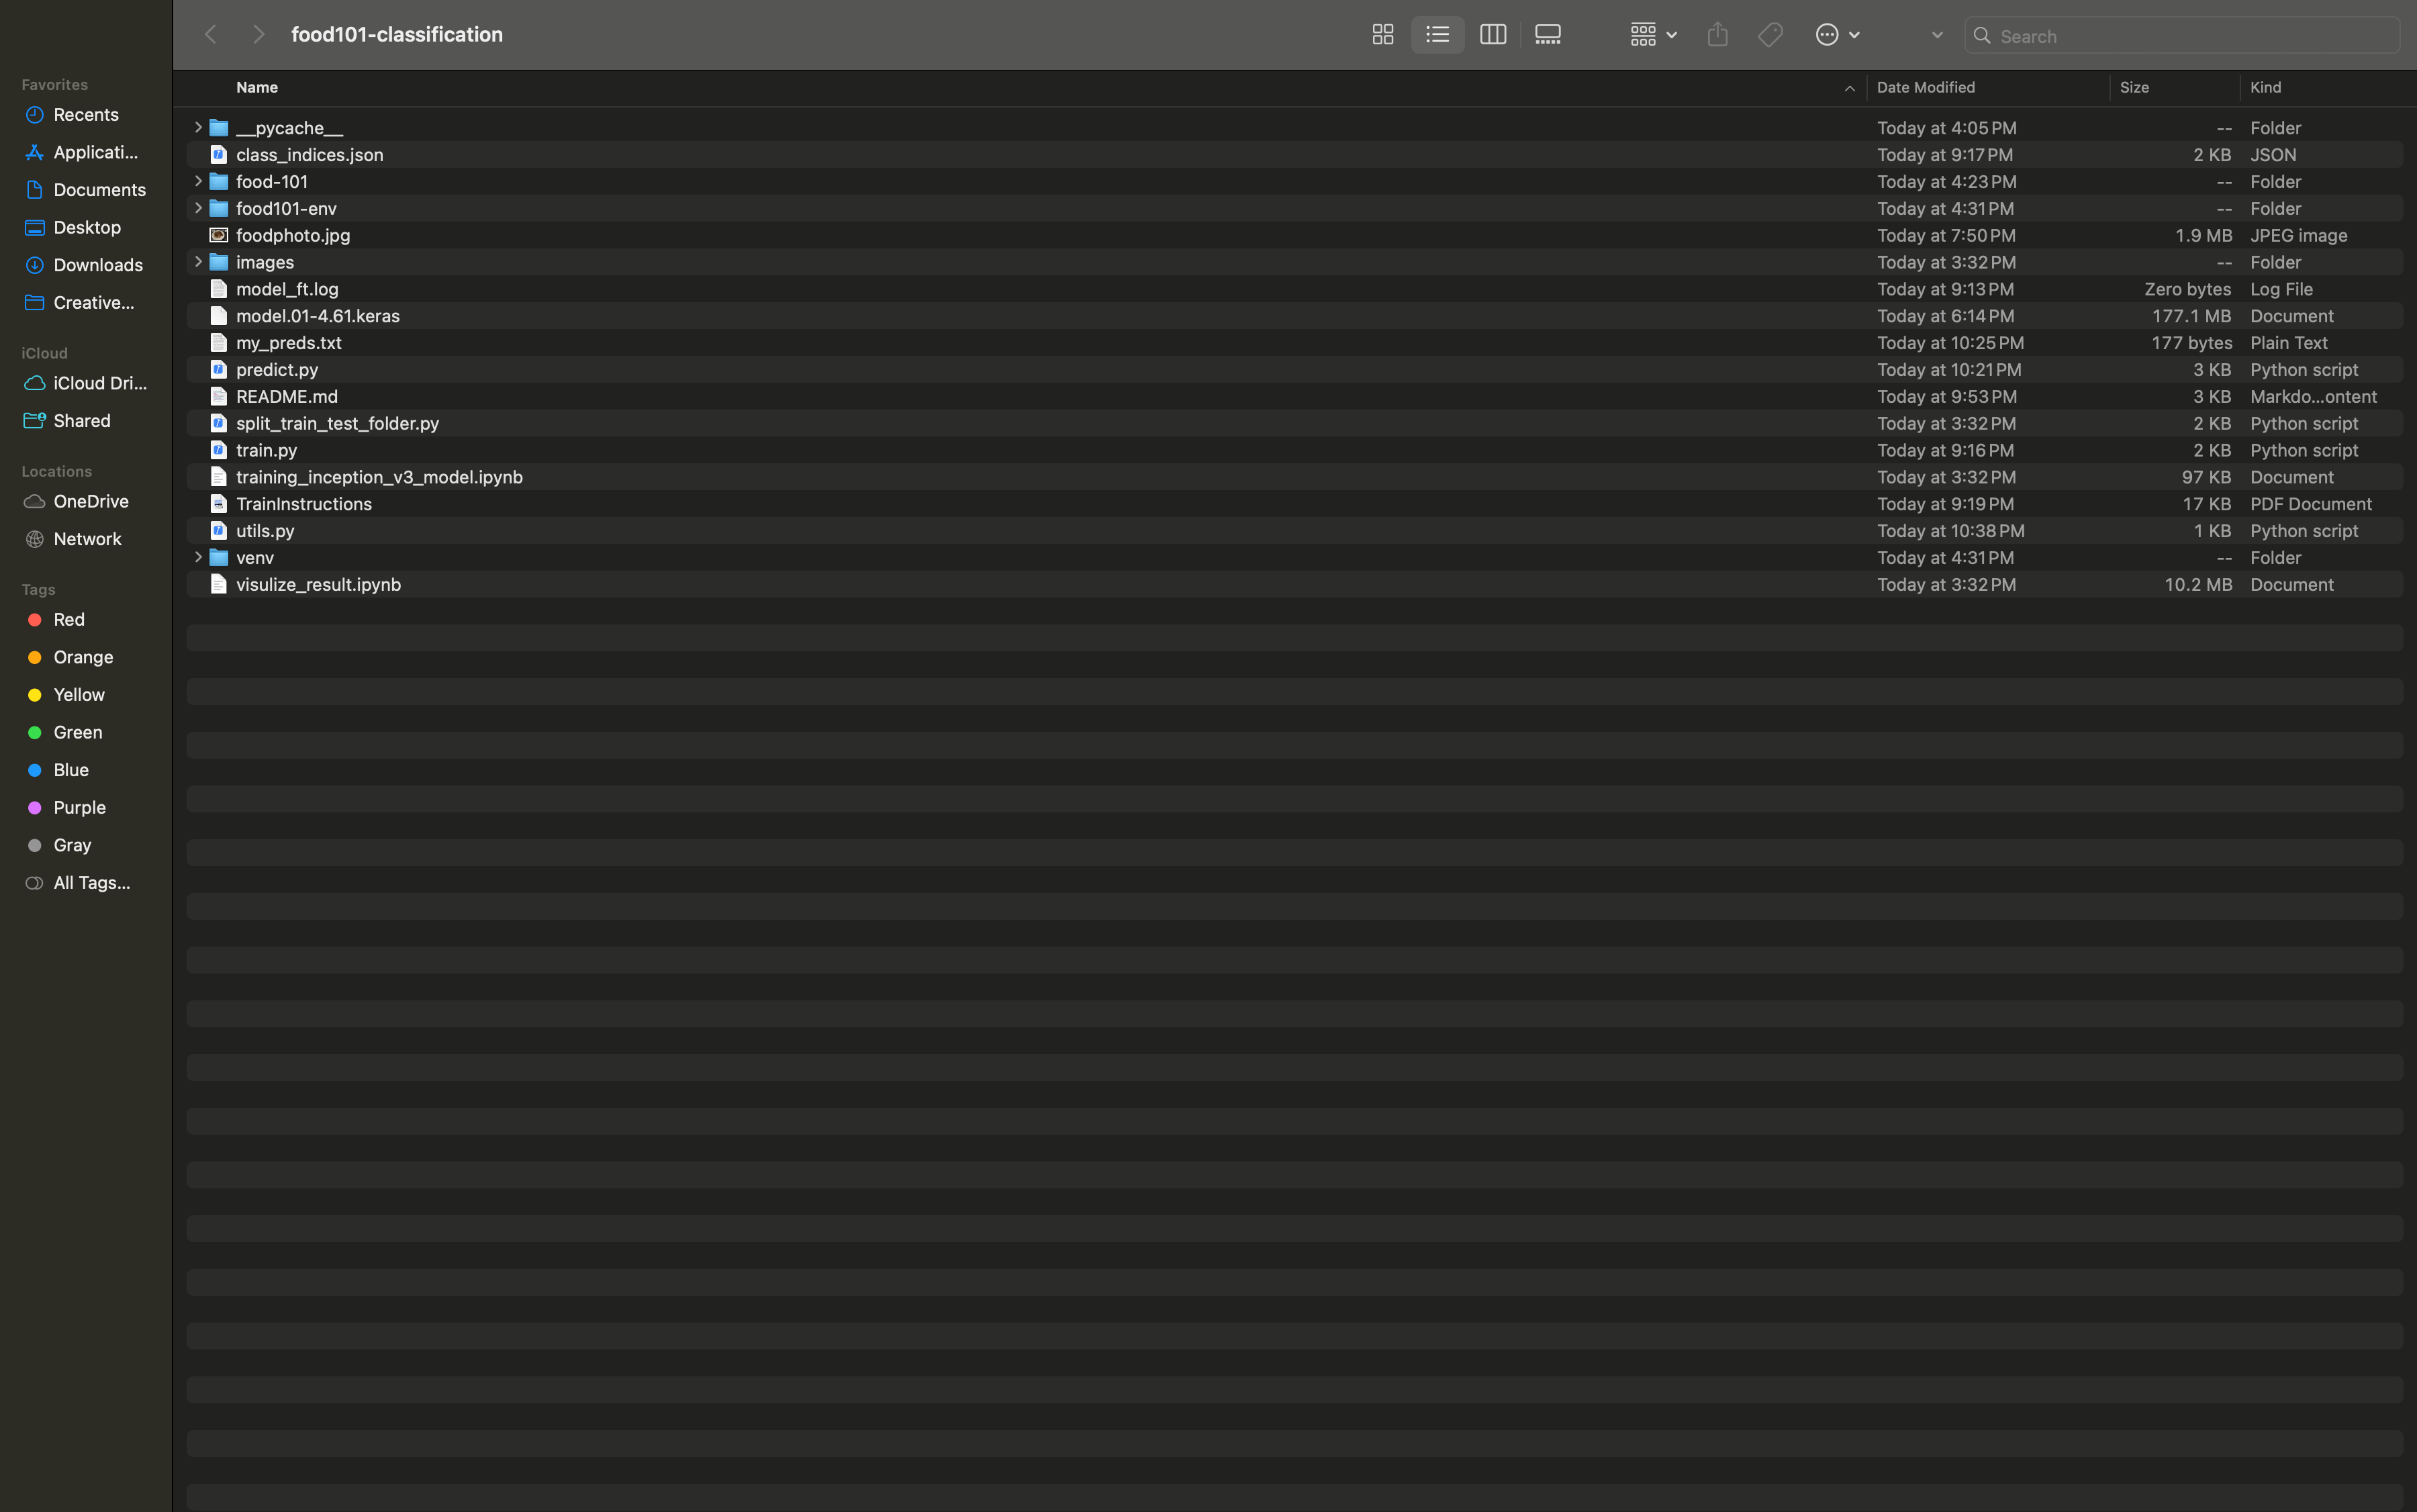 food101-classification
Search
Favorites
Recents
Applicati...
Documents
Desktop
Downloads
Creative...
iCloud
iCloud Dri...
Shared
Locations
OneDrive
Network
Tags
Red
Orange
Yellow
Green
Blue
Purple
Gray
All Tags...
Name Date Modified Size Kind
__pycache__ Today at 4:05 PM -- Folder
class_indices.json Today at 9:17 PM 2 KB JSON
food-101 Today at 4:23 PM -- Folder
food101-env Today at 4:31 PM -- Folder
foodphoto.jpg Today at 7:50 PM 1.9 MB JPEG image
images Today at 3:32 PM -- Folder
model_ft.log Today at 9:13 PM Zero bytes Log File
model.01-4.61.keras Today at 6:14 PM 177.1 MB Document
my_preds.txt Today at 10:25 PM 177 bytes Plain Text
predict.py Today at 10:21 PM 3 KB Python script
README.md Today at 9:53 PM 3 KB Markdo...ontent
split_train_test_folder.py Today at 3:32 PM 2 KB Python script
train.py Today at 9:16 PM 2 KB Python script
training_inception_v3_model.ipynb Today at 3:32 PM 97 KB Document
TrainInstructions Today at 9:19 PM 17 KB PDF Document
utils.py Today at 10:38 PM 1 KB Python script
venv Today at 4:31 PM -- Folder
visulize_result.ipynb Today at 3:32 PM 10.2 MB Document